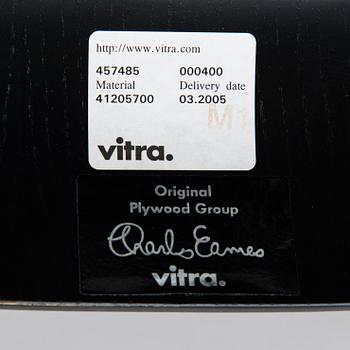 http://www.vitra.com
457485 000400
Material Delivery date
41205700 03.2005
M1
vitra.
Original
Plywood Group
Charles Eames
vitra.